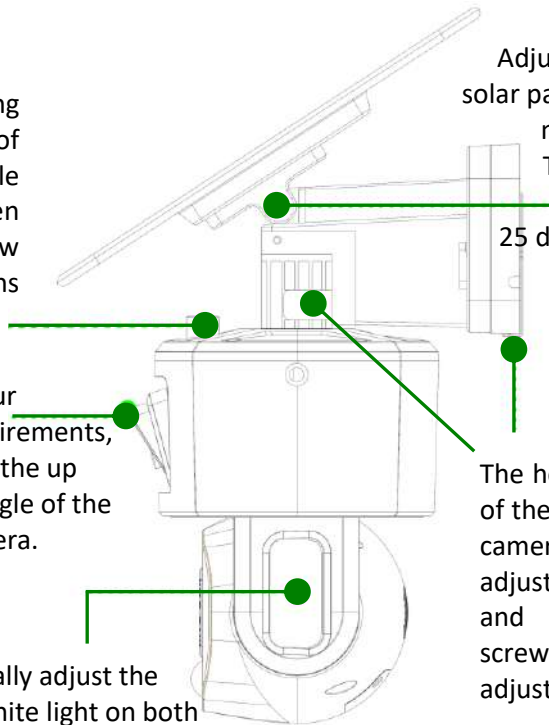 ng
of
le
en
w
ns
ur
irements,
the up
gle of the
era.
ally adjust the
hite light on both
Adju
solar pa
T
25 d
The h
of the
camer
adjust
and
screw
adjust